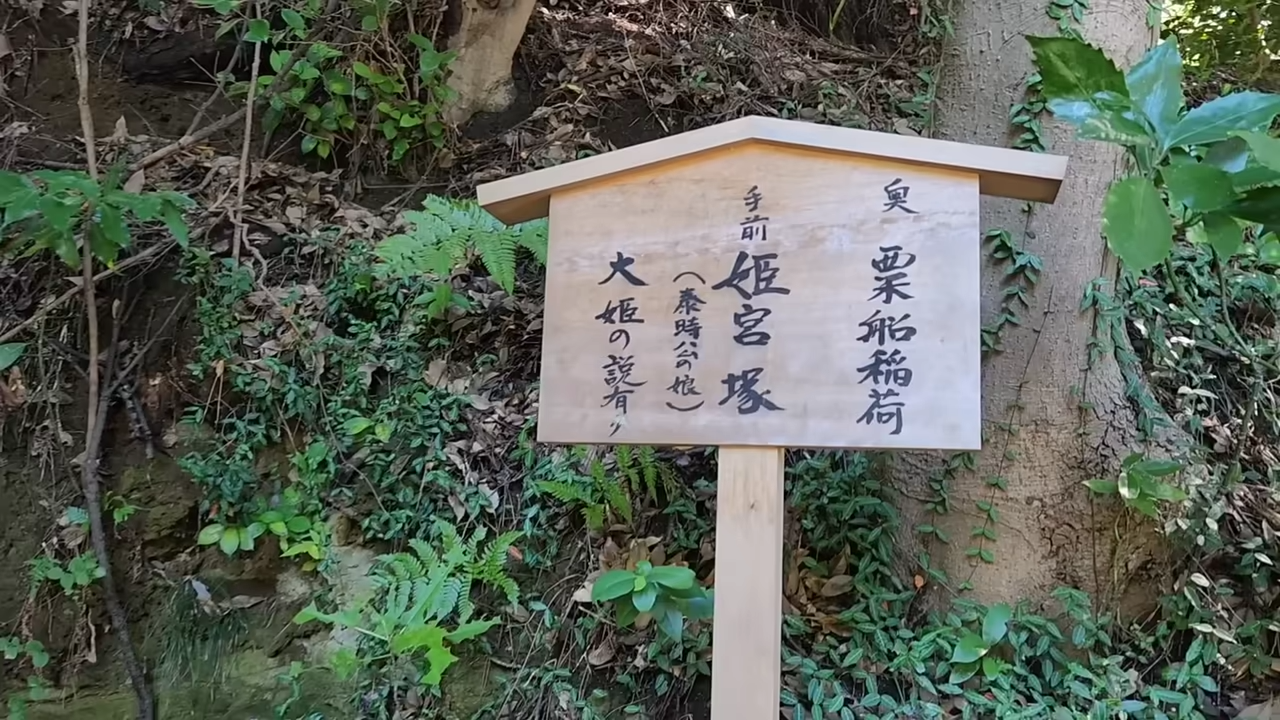 奥 粟船稲荷
手前 姫宮塚
(泰時公の娘)
大姫の説有り